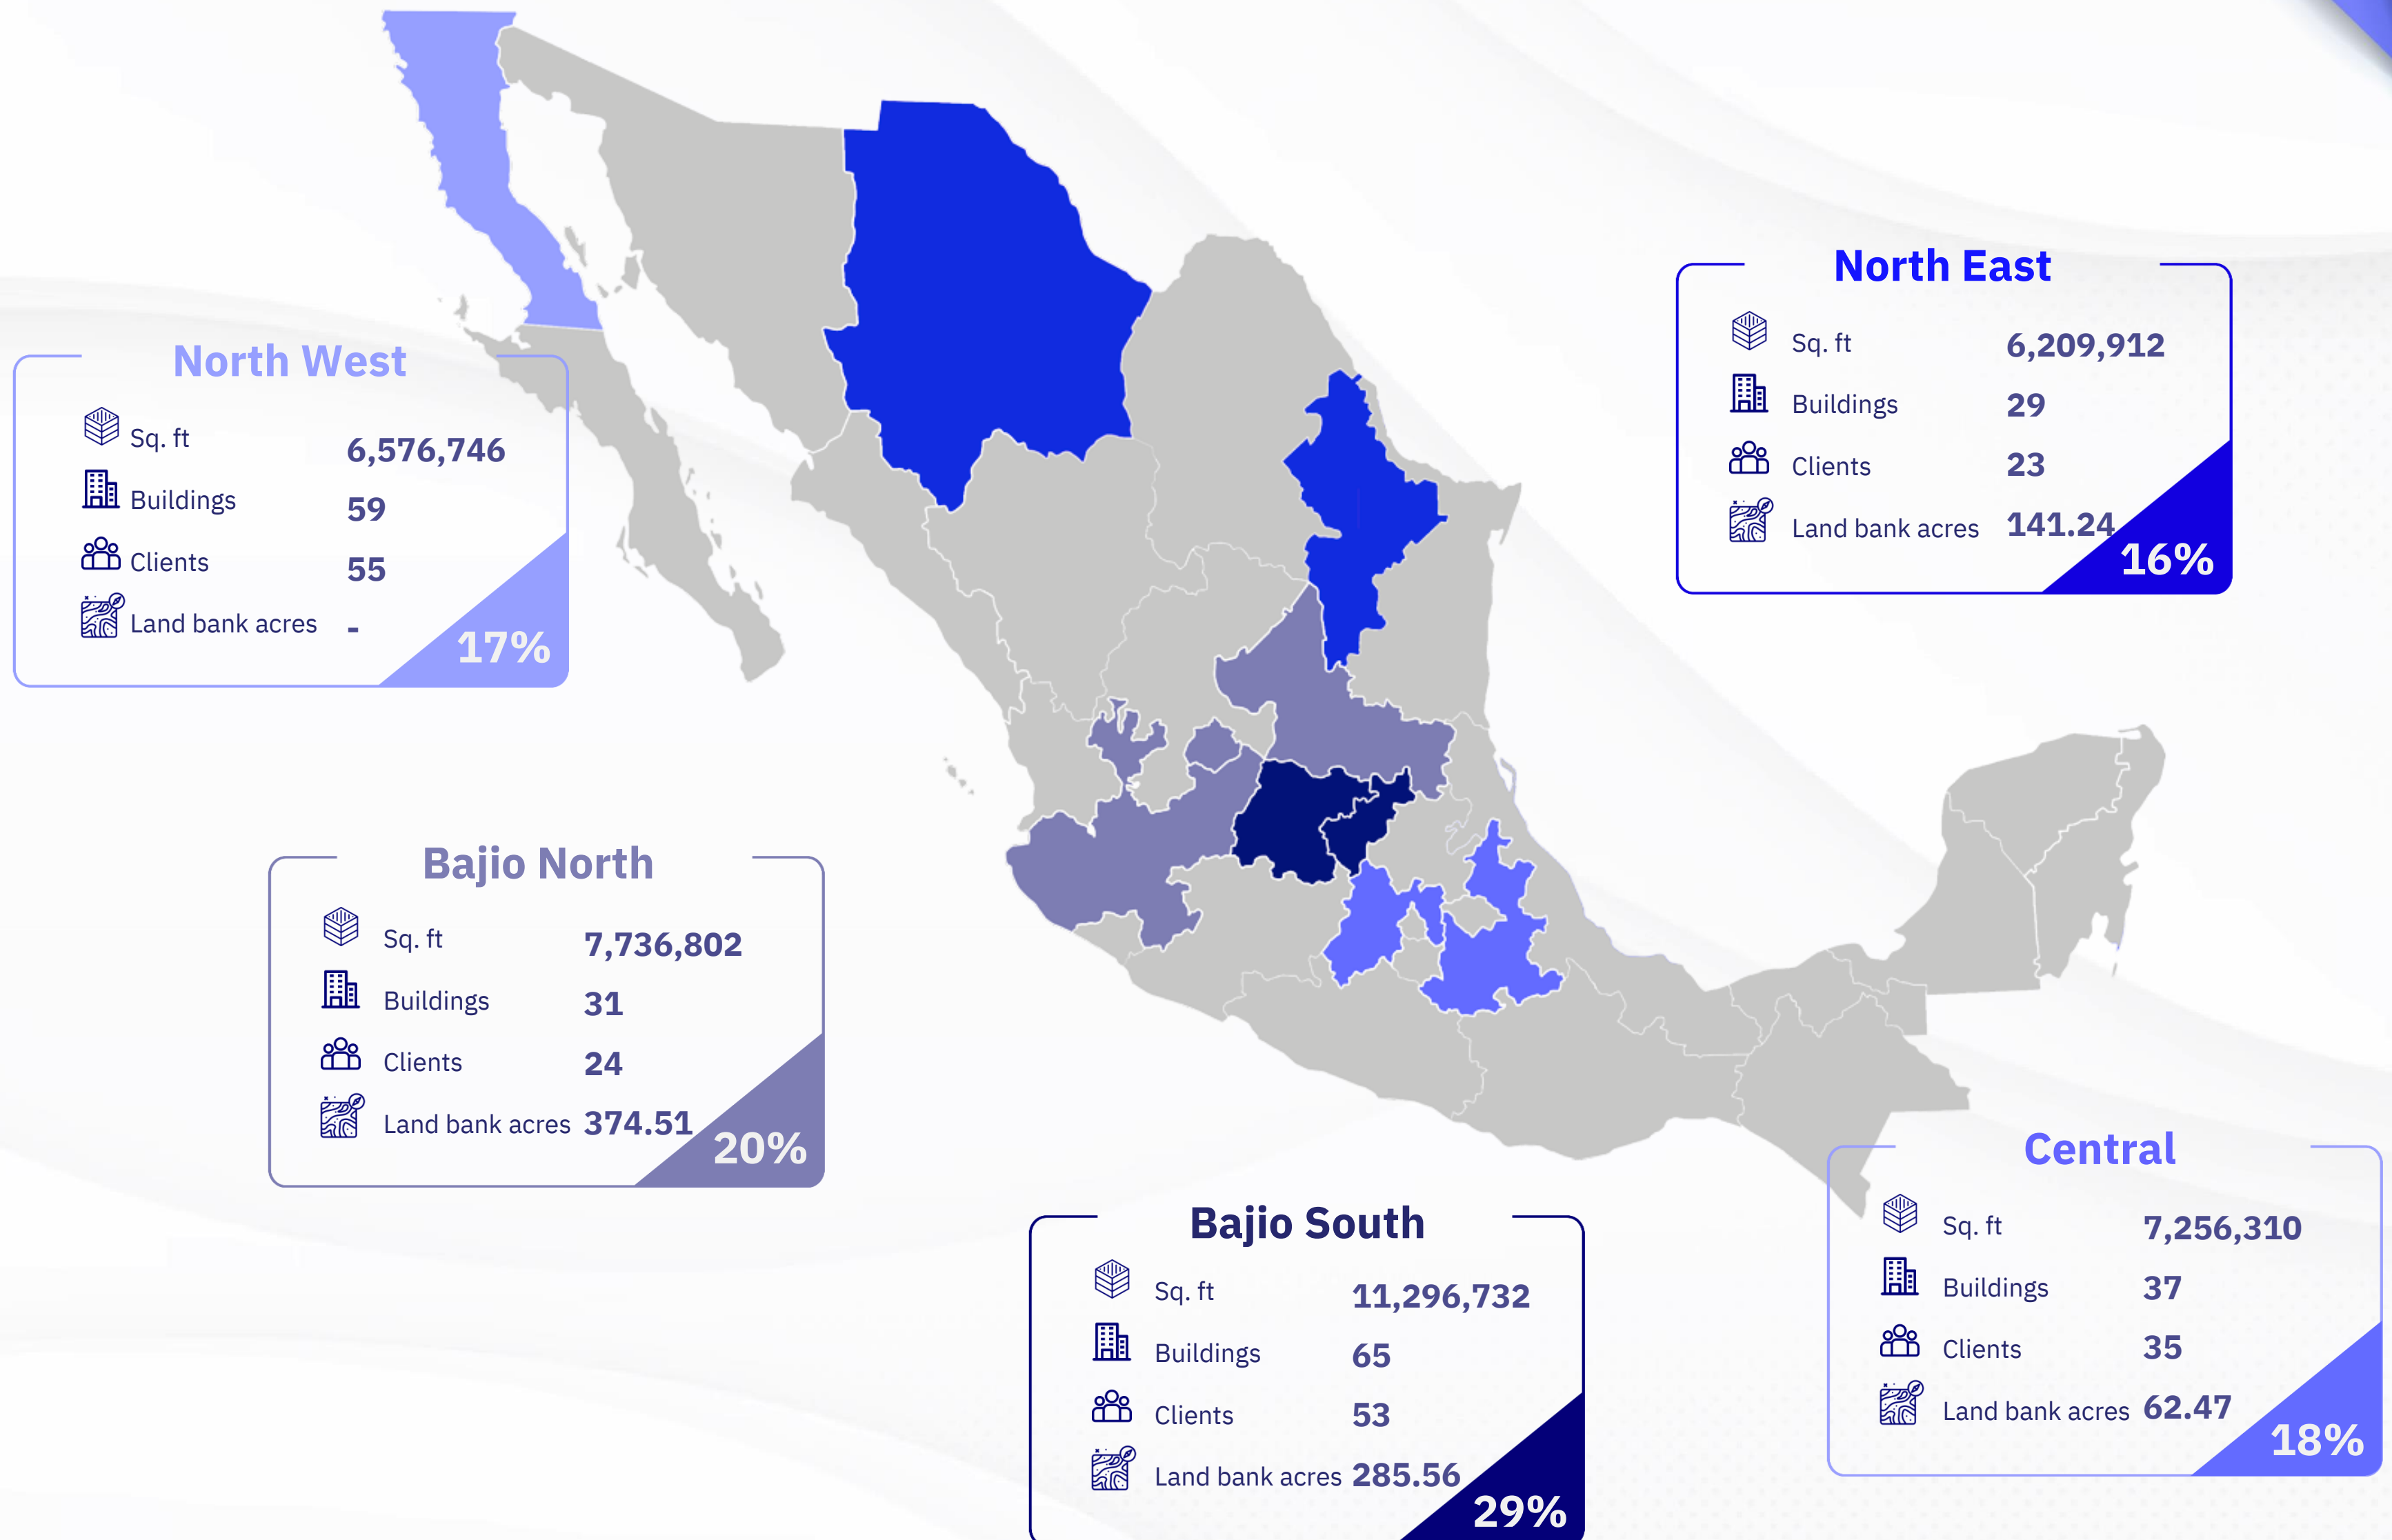 North East
Sq. ft 6,209,912
Buildings 29
Clients 23
Land bank acres 141.24
16%
North West
Sq. ft 6,576,746
Buildings 59
Clients 55
Land bank acres -
17%
Bajio North
Sq. ft 7,736,802
Buildings 31
Clients 24
Land bank acres 374.51
20%
Bajio South
Sq. ft 11,296,732
Buildings 65
Clients 53
Land bank acres 285.56
29%
Central
Sq. ft 7,256,310
Buildings 37
Clients 35
Land bank acres 62.47
18%